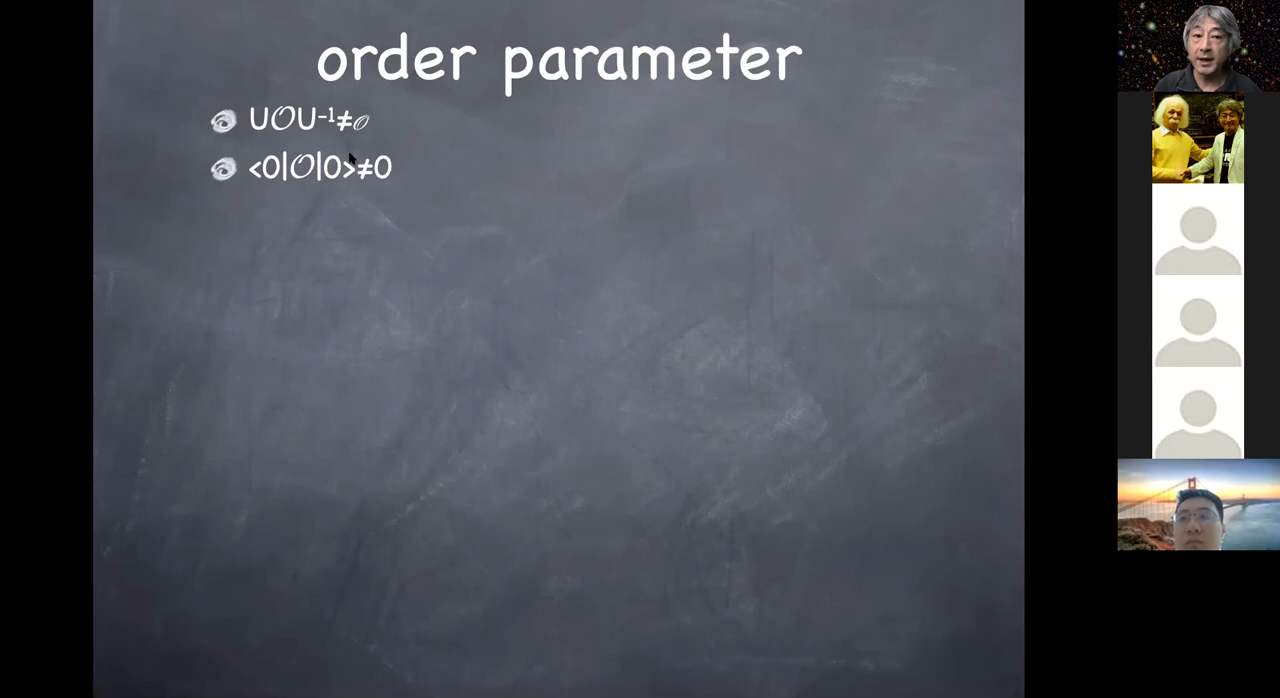 order parameter
U𝒪U⁻¹≠𝒪
<0|𝒪|0>≠0